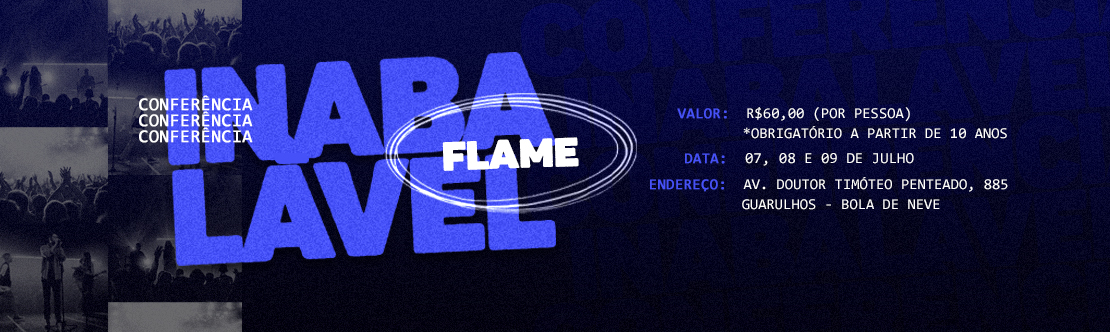 CONFERÊNCIA
CONFERÊNCIA
CONFERÊNCIA
INABA
LAVEL
FLAME
VALOR: R$60,00 (POR PESSOA)
*OBRIGATÓRIO A PARTIR DE 10 ANOS
DATA: 07, 08 E 09 DE JULHO
ENDEREÇO: AV. DOUTOR TIMÓTEO PENTEADO, 885
GUARULHOS - BOLA DE NEVE